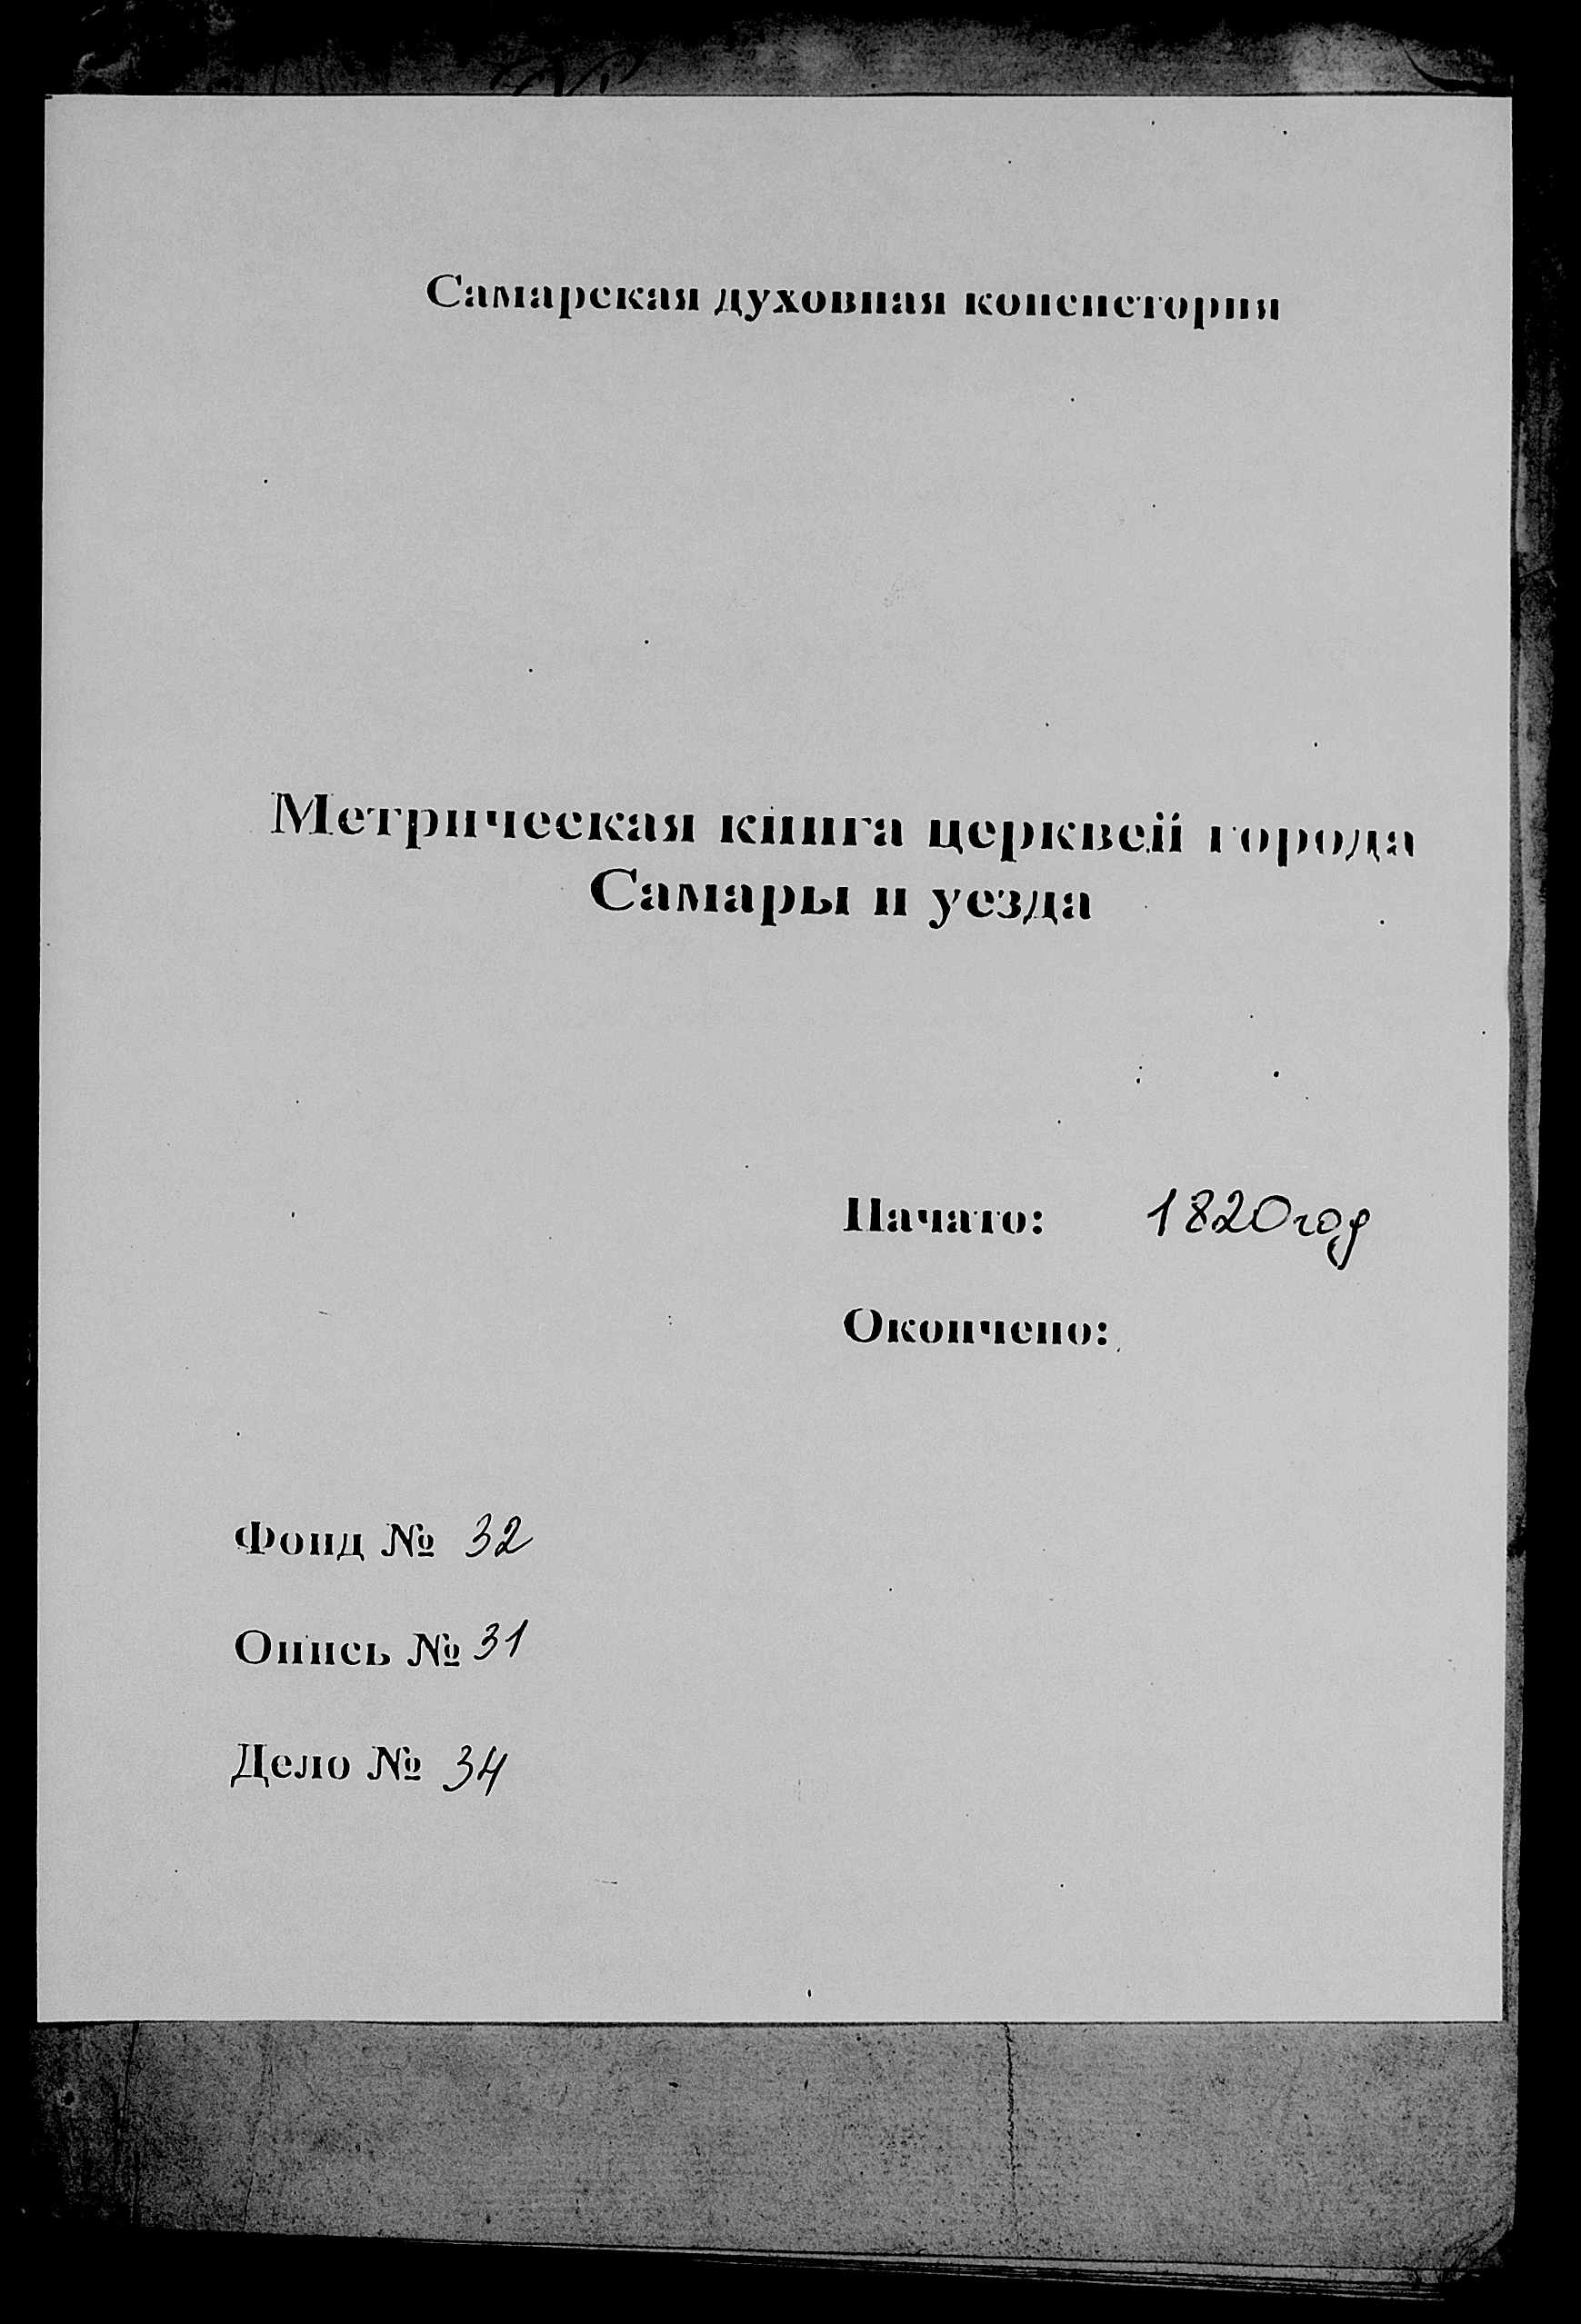 Самарская духовная консистория
Метрическая книга церквей города
Самары и уезда
Начато: 1820 год
Окончено:
Фонд № 32
Опись № 31
Дело № 34